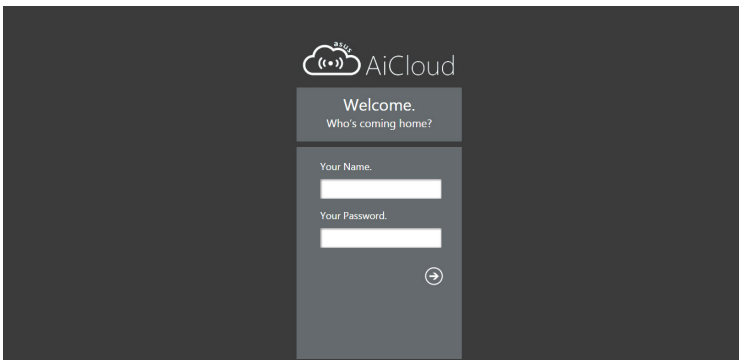 asus
AiCloud
Welcome.
Who's coming home?
Your Name.
Your Password.